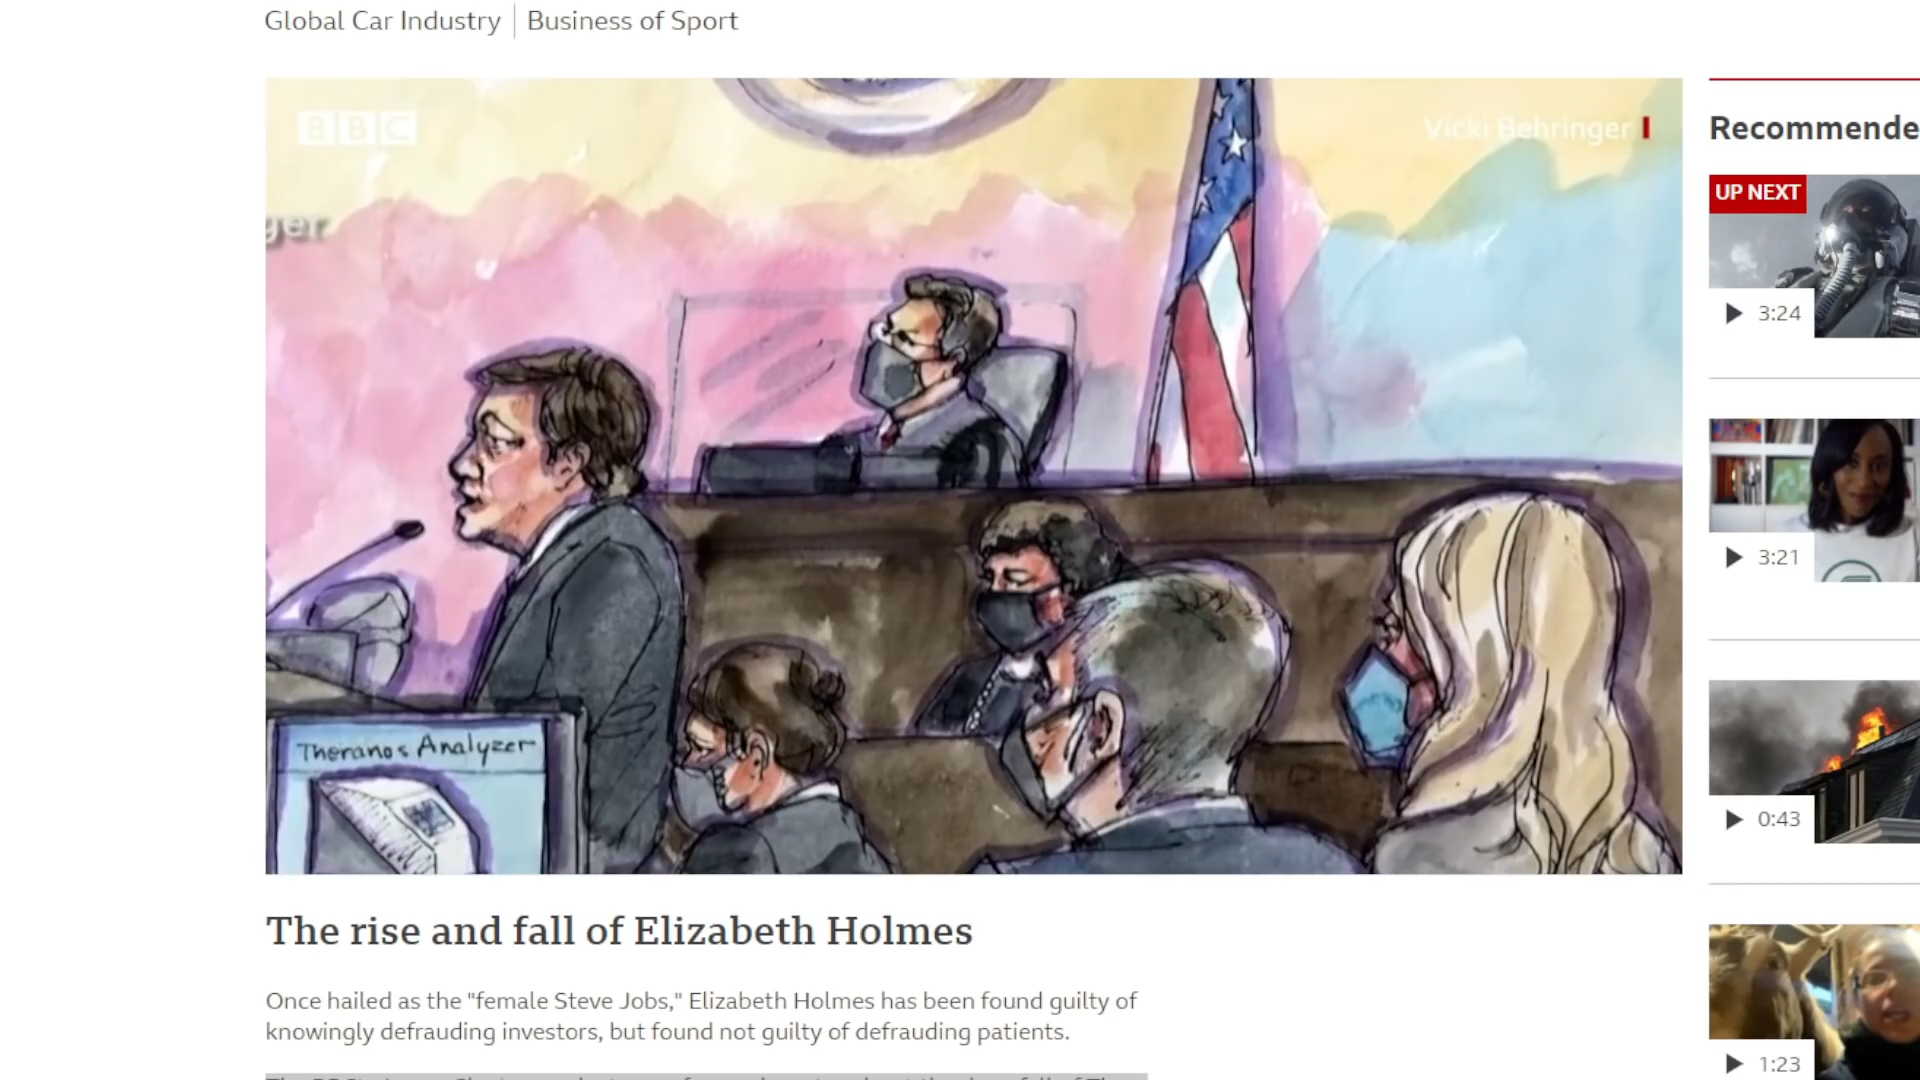 Global Car Industry | Business of Sport
BBC
Vicki Behringer
ger
Theranos Analyzer
The rise and fall of Elizabeth Holmes
Once hailed as the "female Steve Jobs," Elizabeth Holmes has been found guilty of
knowingly defrauding investors, but found not guilty of defrauding patients.
Recommende
UP NEXT
3:24
3:21
0:43
1:23